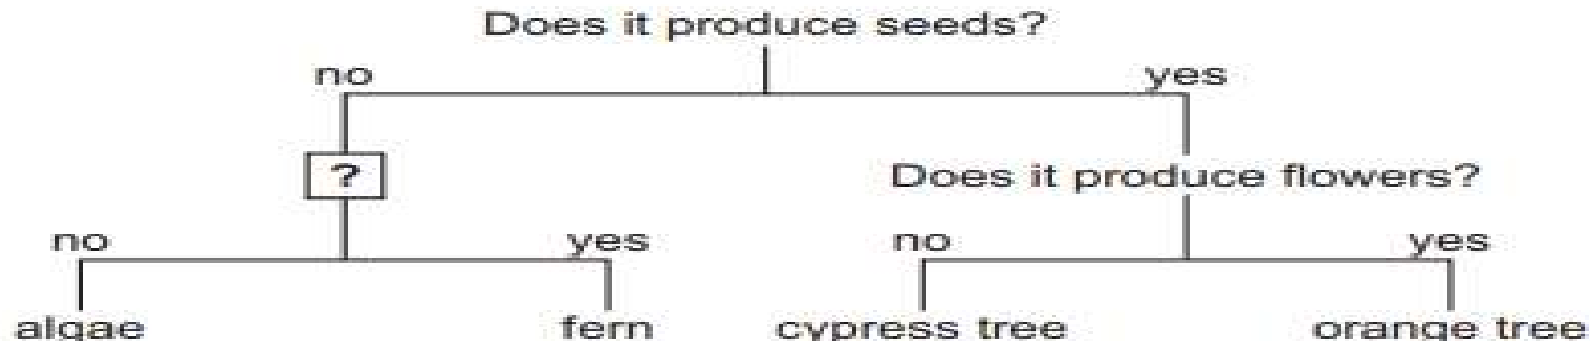 Does it produce seeds?
no yes
?
Does it produce flowers?
no yes no yes
algae fern cypress tree orange tree